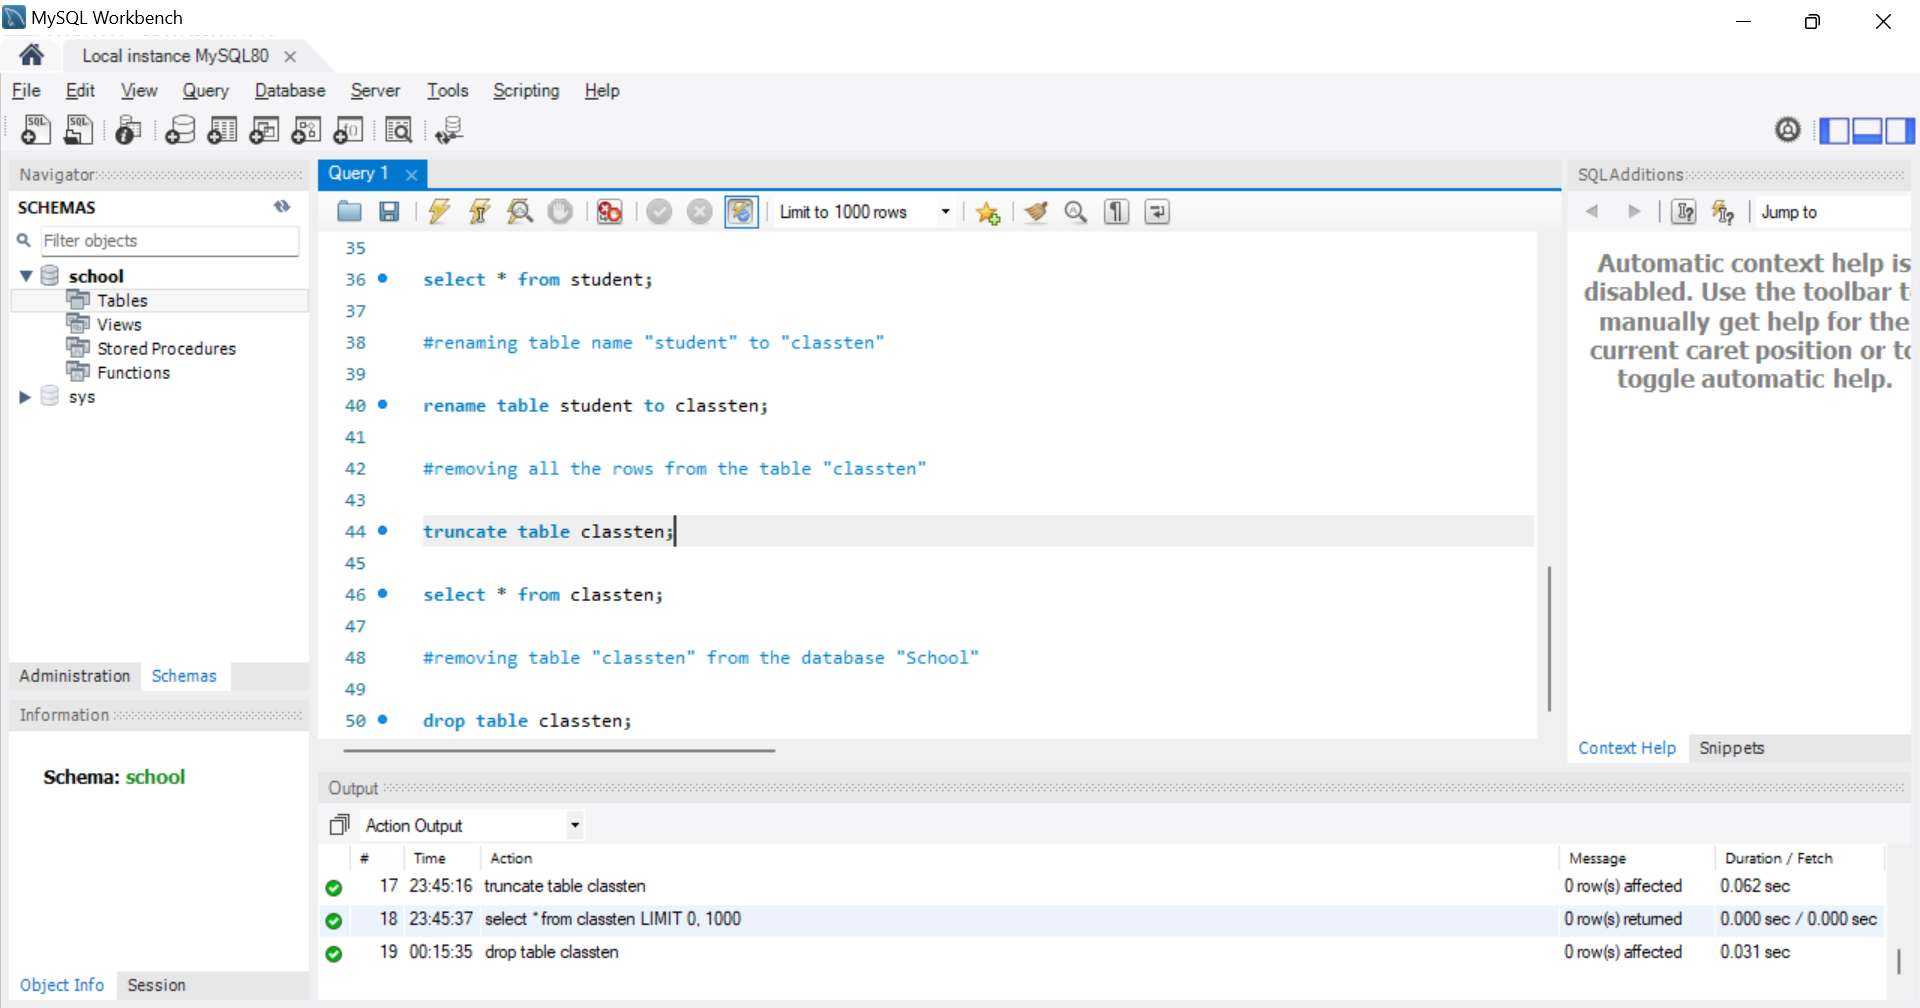 MySQL Workbench
Local instance MySQL80
File Edit View Query Database Server Tools Scripting Help
Navigator
SCHEMAS
Filter objects
school
Tables
Views
Stored Procedures
Functions
sys
Administration Schemas
Information
Schema: school
Object Info Session
Query 1
Limit to 1000 rows
35
36 select * from student;
37
38 #renaming table name "student" to "classten"
39
40 rename table student to classten;
41
42 #removing all the rows from the table "classten"
43
44 truncate table classten;
45
46 select * from classten;
47
48 #removing table "classten" from the database "School"
49
50 drop table classten;
SQLAdditions
Jump to
Automatic context help is
disabled. Use the toolbar t
manually get help for the
current caret position or to
toggle automatic help.
Context Help Snippets
Output
Action Output
# Time Action Message Duration / Fetch
17 23:45:16 truncate table classten 0 row(s) affected 0.062 sec
18 23:45:37 select * from classten LIMIT 0, 1000 0 row(s) returned 0.000 sec / 0.000 sec
19 00:15:35 drop table classten 0 row(s) affected 0.031 sec